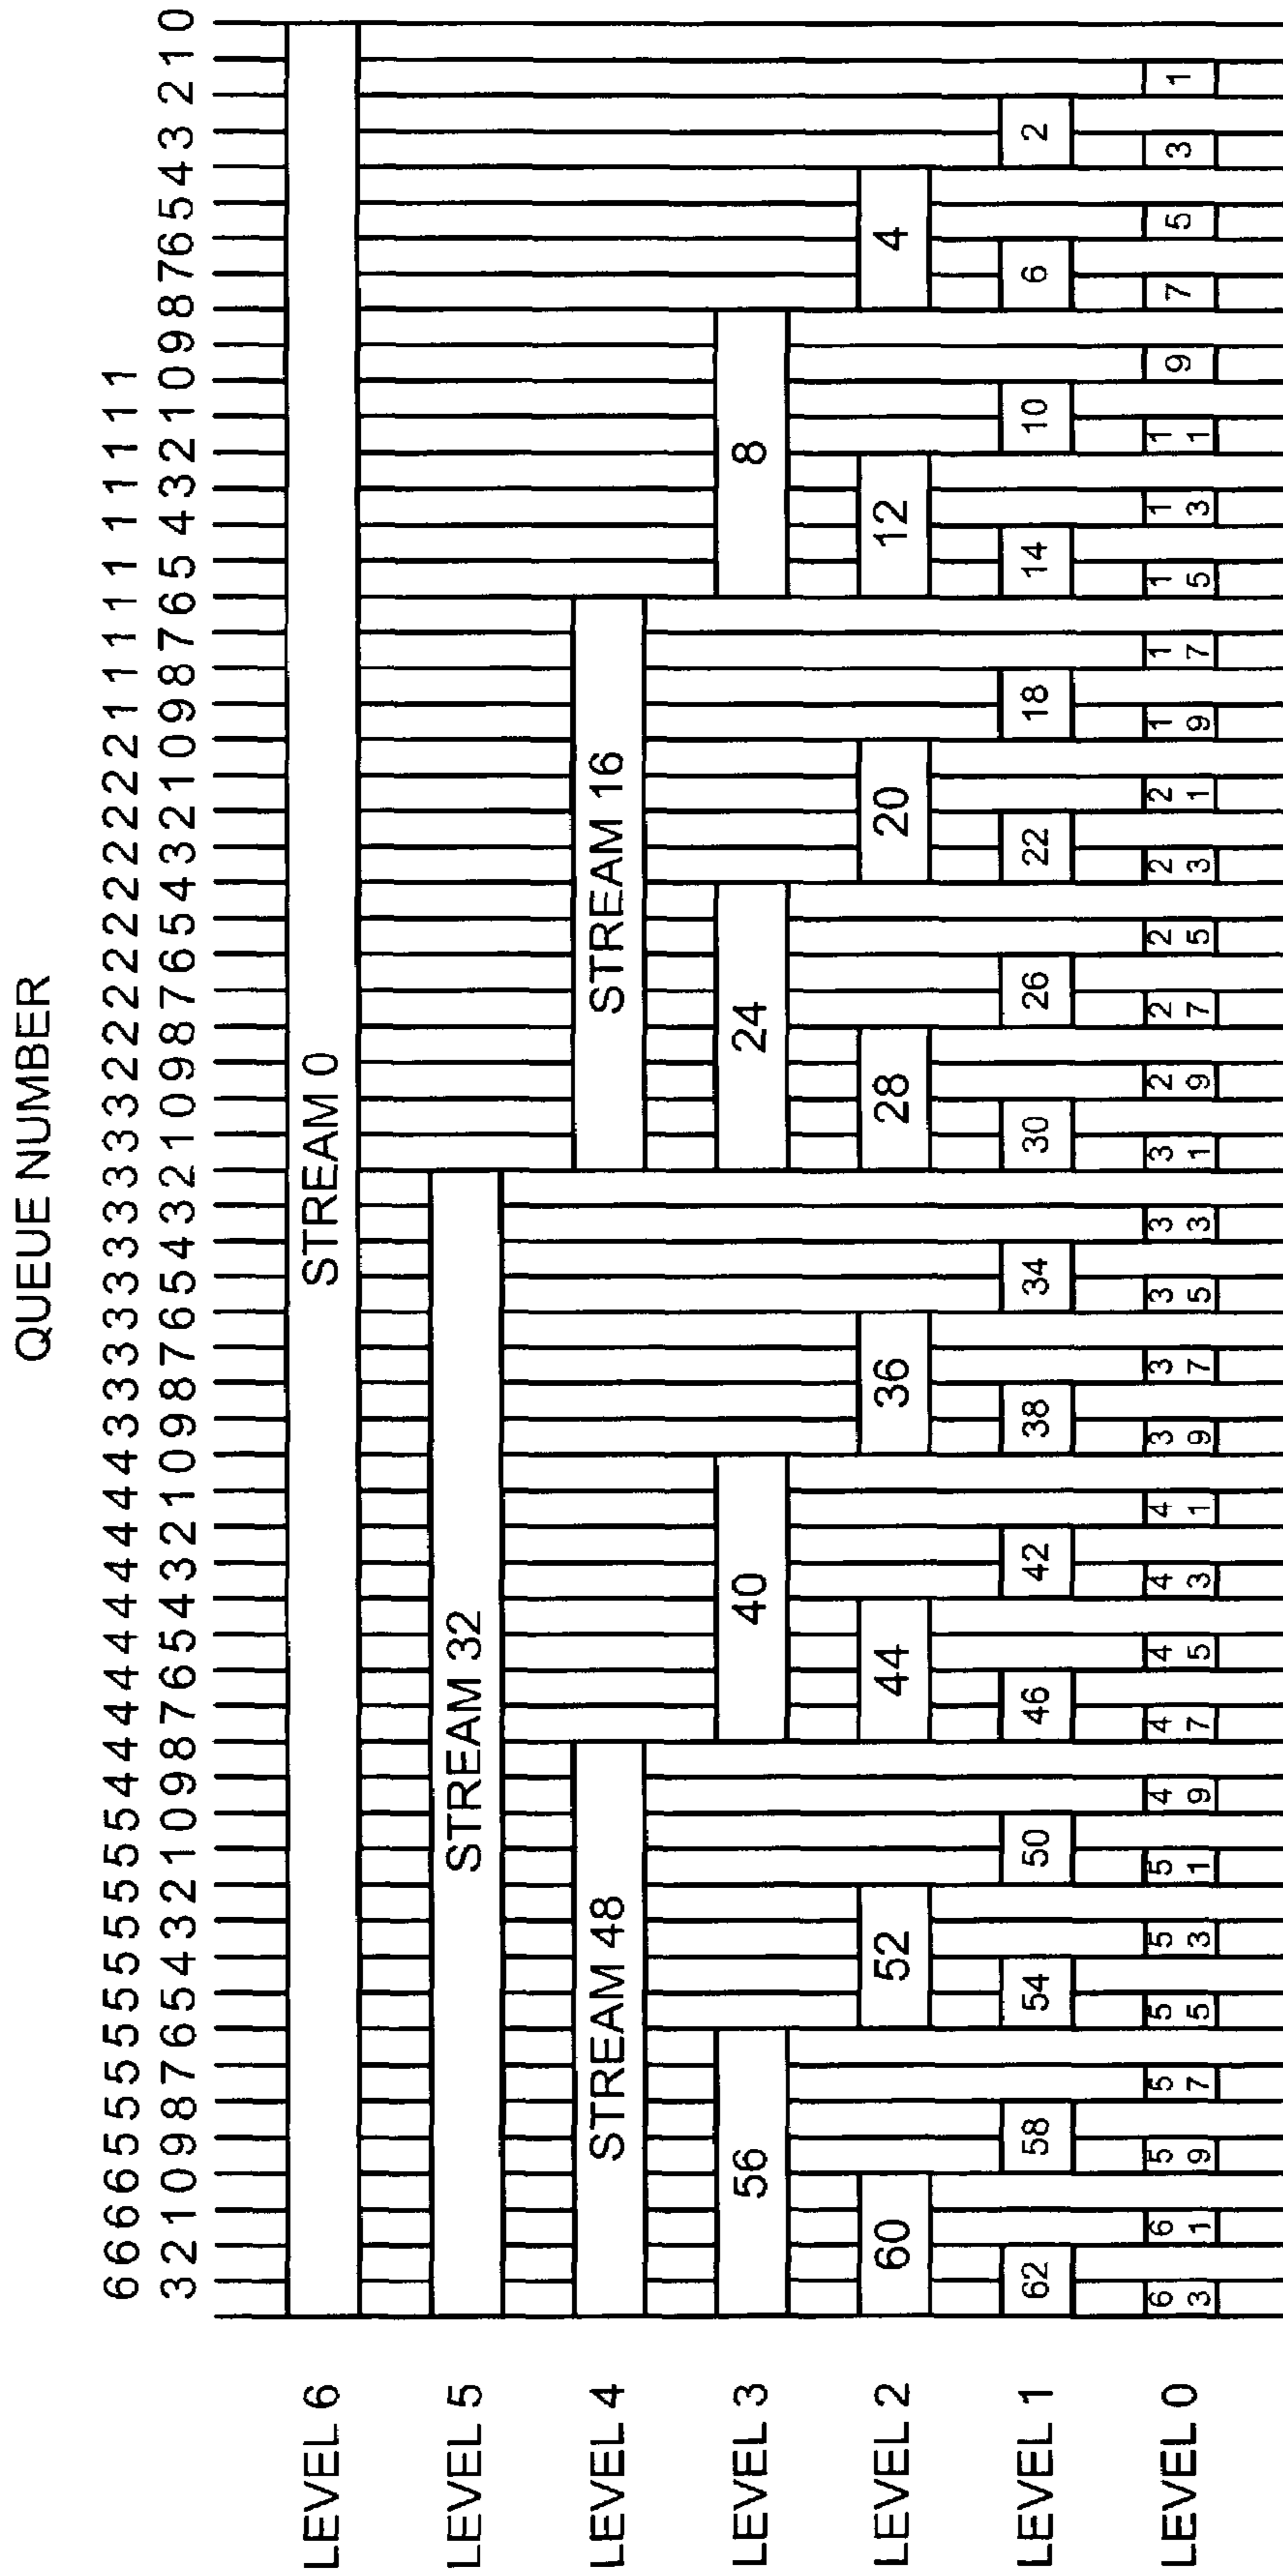 QUEUE NUMBER
6 6 6 6 5 5 5 5 5 5 5 5 5 5 4 4 4 4 4 4 4 4 4 4 3 3 3 3 3 3 3 3 3 3 2 2 2 2 2 2 2 2 2 2 1 1 1 1 1 1 1 1 1 1
3 2 1 0 9 8 7 6 5 4 3 2 1 0 9 8 7 6 5 4 3 2 1 0 9 8 7 6 5 4 3 2 1 0 9 8 7 6 5 4 3 2 1 0 9 8 7 6 5 4 3 2 1 0 9 8 7 6 5 4 3 2 1 0
LEVEL 6 STREAM 0
LEVEL 5 STREAM 32
LEVEL 4 STREAM 48 STREAM 16
LEVEL 3 56 40 24 8
LEVEL 2 60 52 44 36 28 20 12 4
LEVEL 1 62 58 54 50 46 42 38 34 30 26 22 18 14 10 6 2
LEVEL 0 63 61 59 57 55 53 51 49 47 45 43 41 39 37 35 33 31 29 27 25 23 21 19 17 15 13 11 9 7 5 3 1